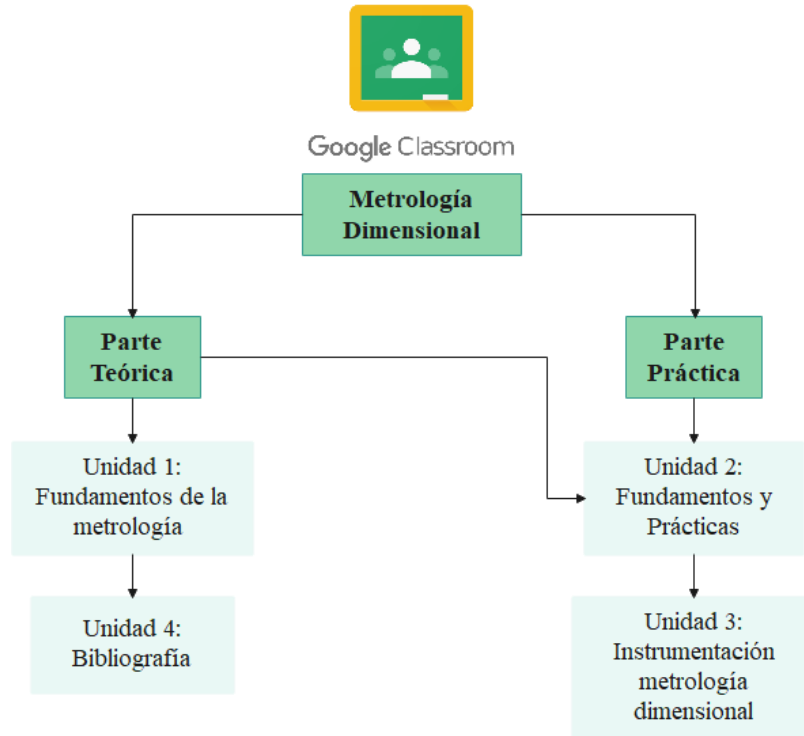 Google Classroom
Metrología
Dimensional
Parte
Teórica
Parte
Práctica
Unidad 1:
Fundamentos de la
metrología
Unidad 2:
Fundamentos y
Prácticas
Unidad 4:
Bibliografía
Unidad 3:
Instrumentación
metrología
dimensional